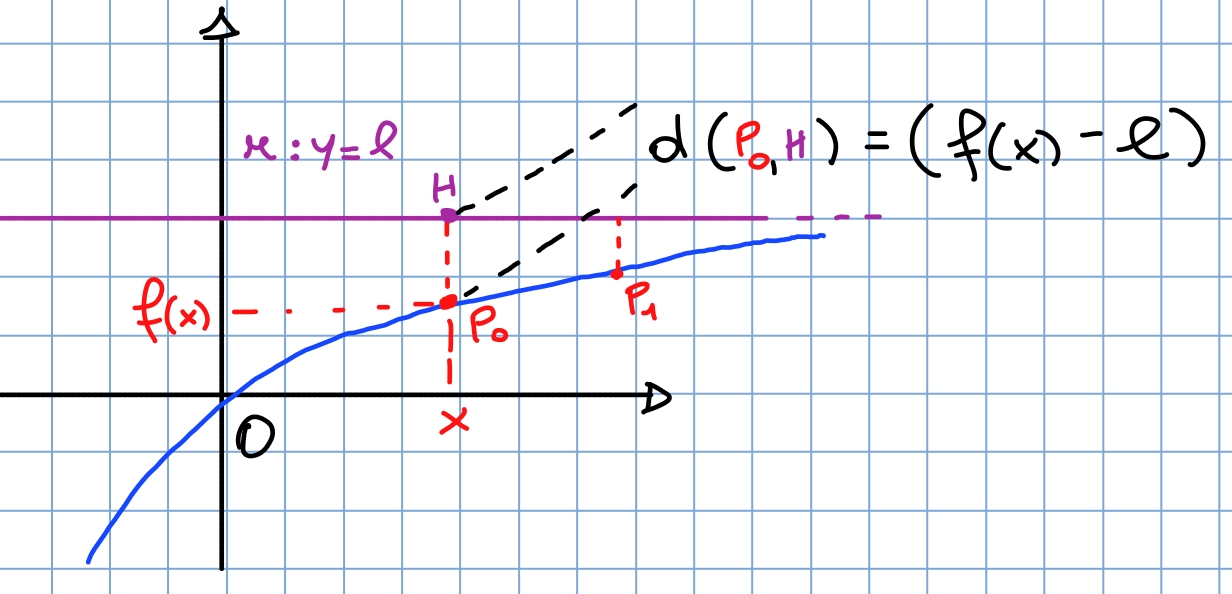 r : y = l
d (P₀, H) = (f(x) - l)
H
f(x)
P₀
P₁
x
O